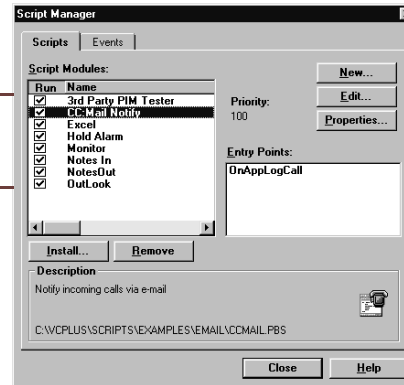 Script Manager
Scripts Events
Script Modules:
Run Name
3rd Party PIM Tester
CC:Mail Notify
Excel
Hold Alarm
Monitor
Notes In
NotesOut
OutLook
Install... Remove
Priority:
100
New...
Edit...
Properties...
Entry Points:
OnAppLogCall
Description
Notify incoming calls via e-mail
C:\VCPLUS\SCRIPTS\EXAMPLES\EMAIL\CCMAIL.PBS
Close Help